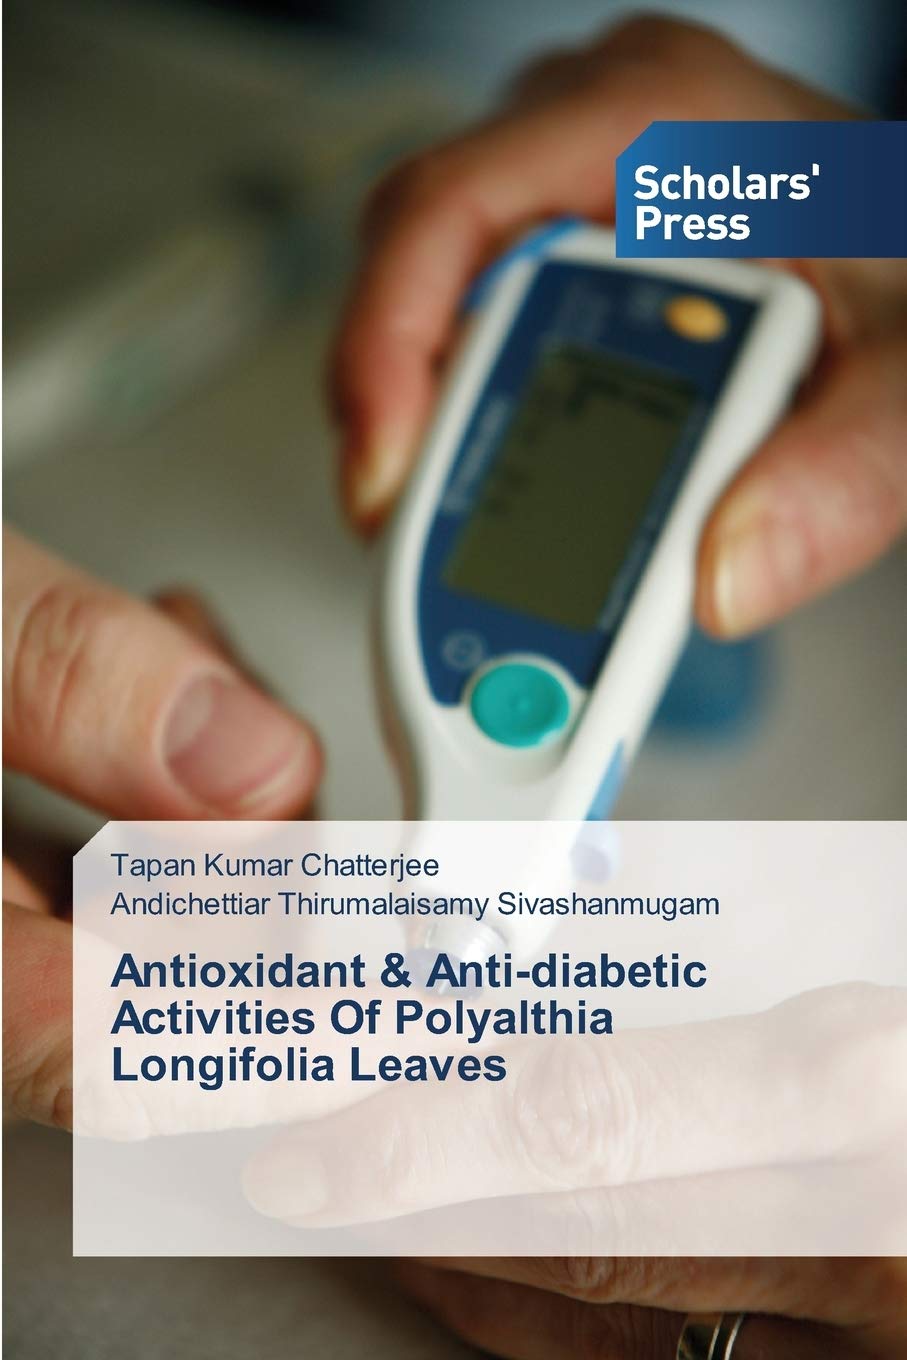 Scholars'
Press
Tapan Kumar Chatterjee
Andichettiar Thirumalaisamy Sivashanmugam
Antioxidant & Anti-diabetic
Activities Of Polyalthia
Longifolia Leaves